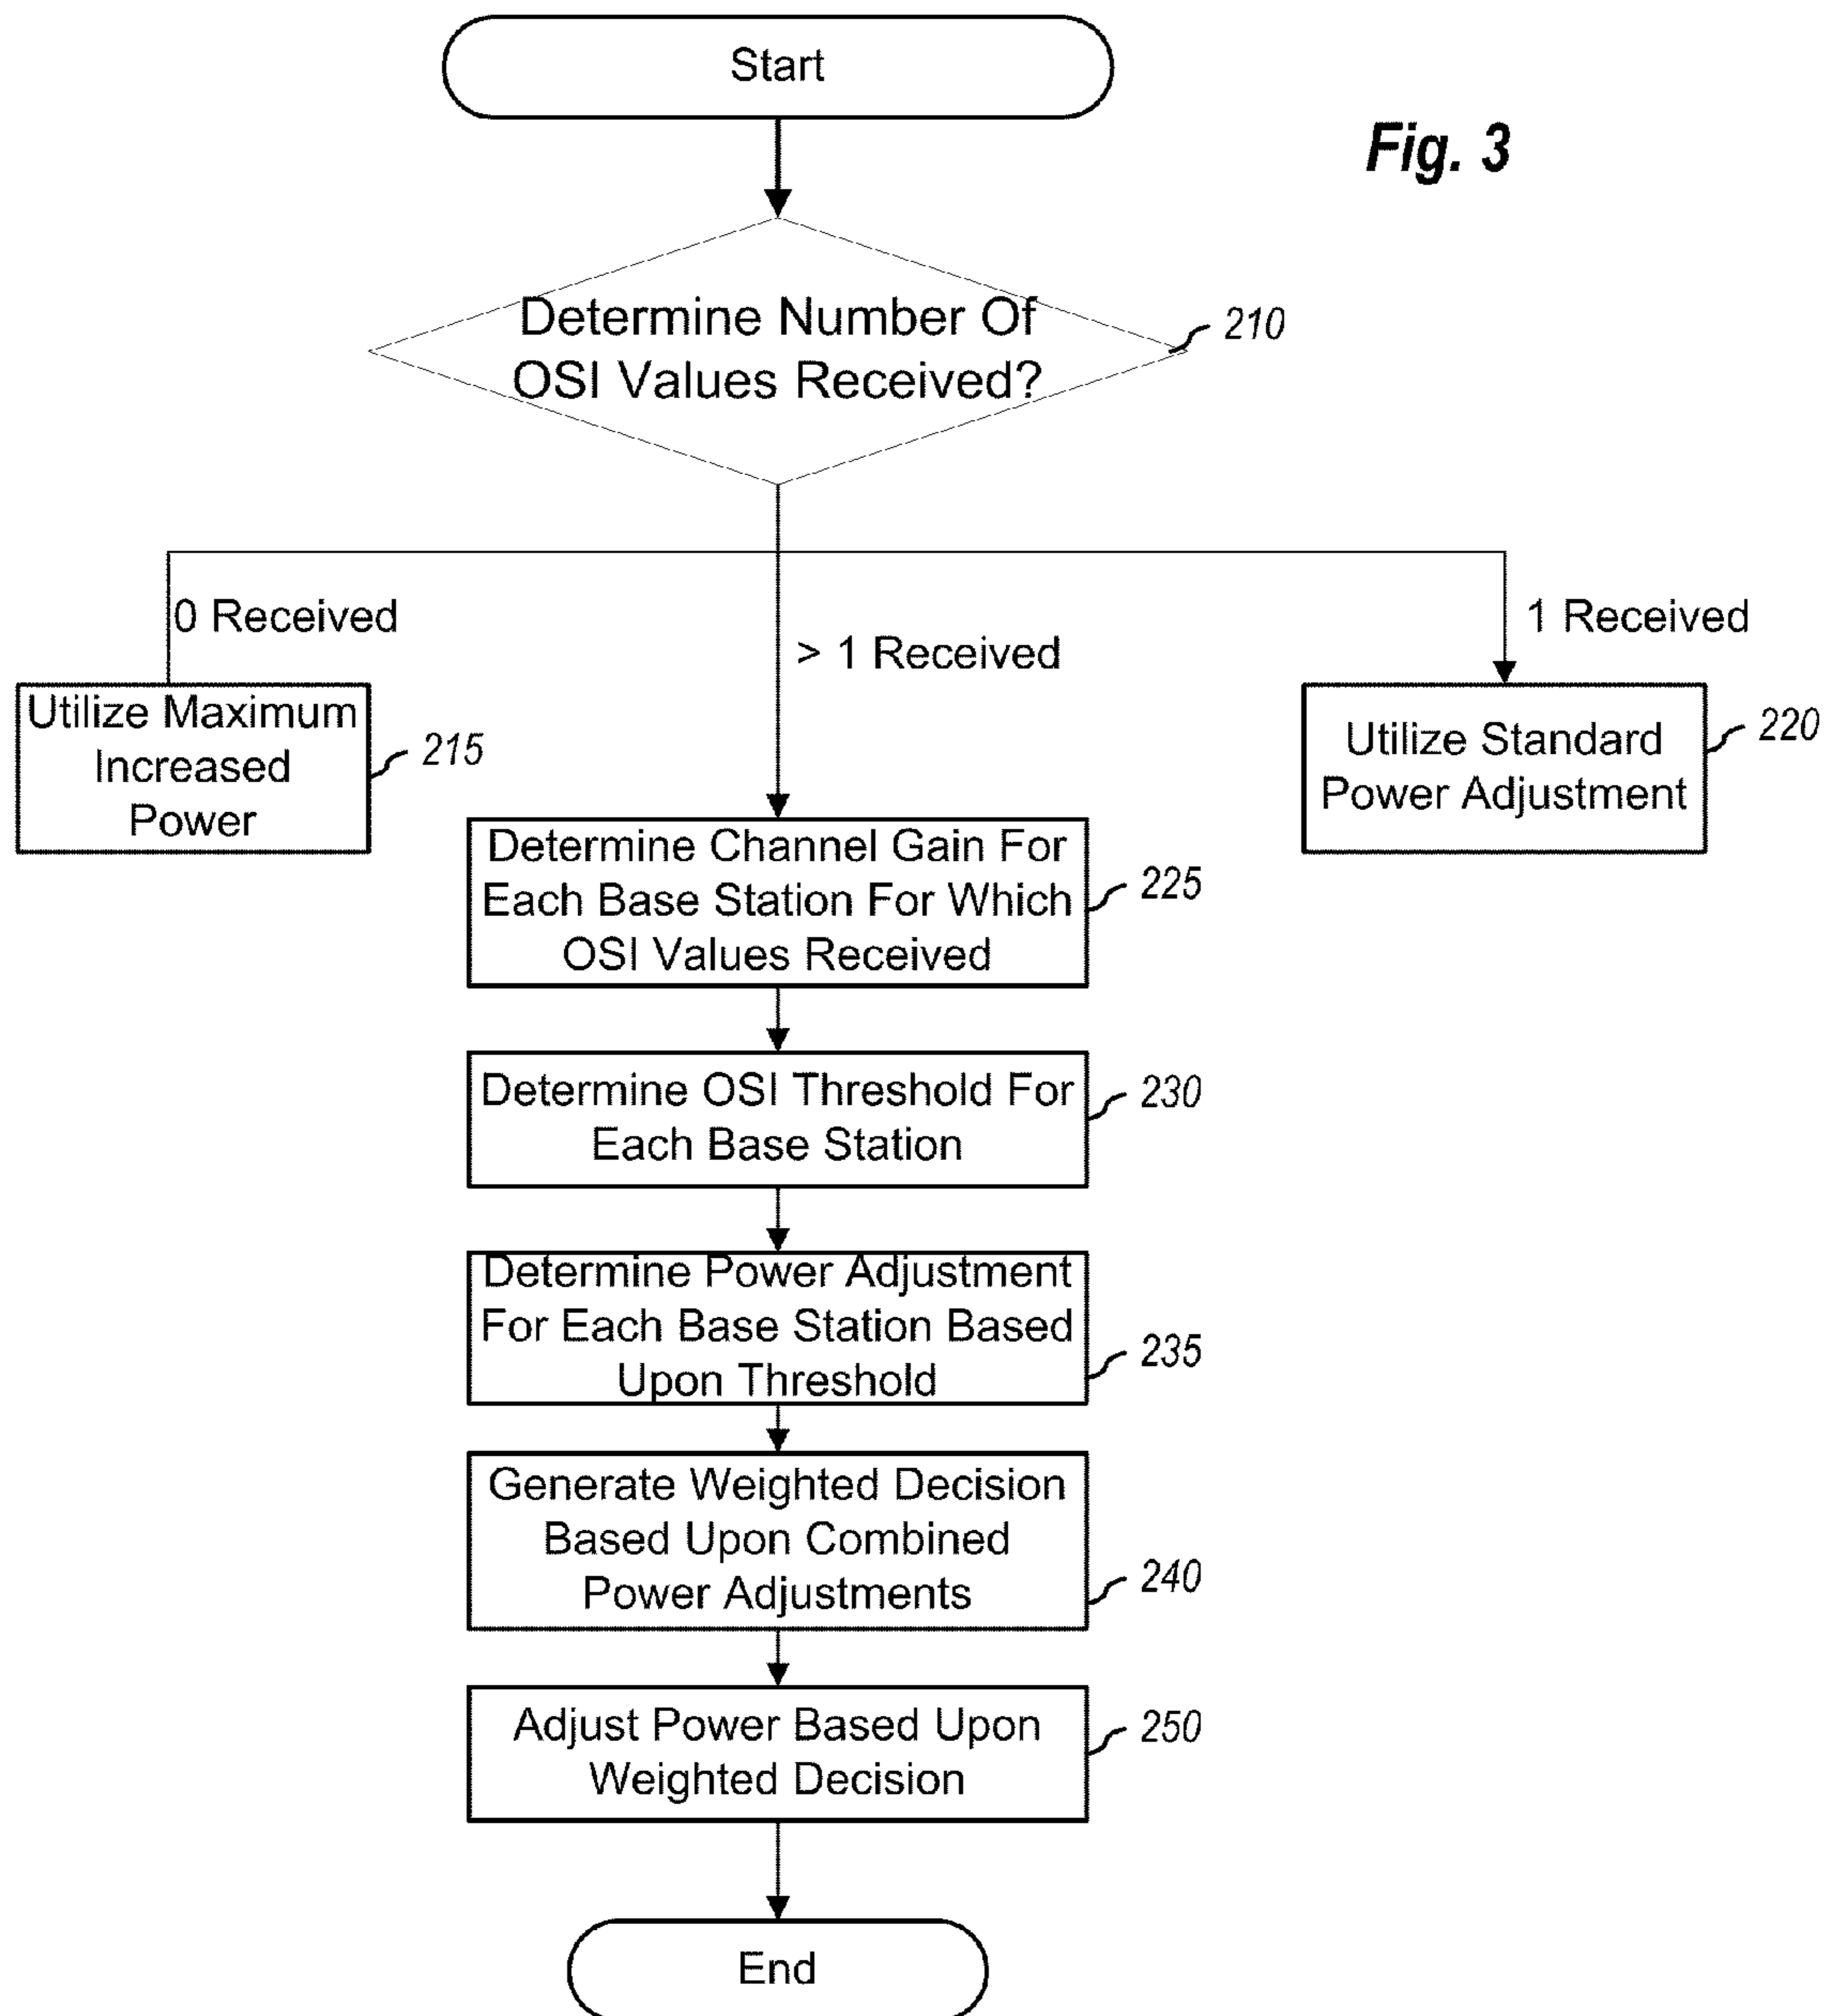 Start
Fig. 3
Determine Number Of
OSI Values Received?
210
0 Received
> 1 Received
1 Received
Utilize Maximum
Increased
Power
215
Utilize Standard
Power Adjustment
220
Determine Channel Gain For
Each Base Station For Which
OSI Values Received
225
Determine OSI Threshold For
Each Base Station
230
Determine Power Adjustment
For Each Base Station Based
Upon Threshold
235
Generate Weighted Decision
Based Upon Combined
Power Adjustments
240
Adjust Power Based Upon
Weighted Decision
250
End